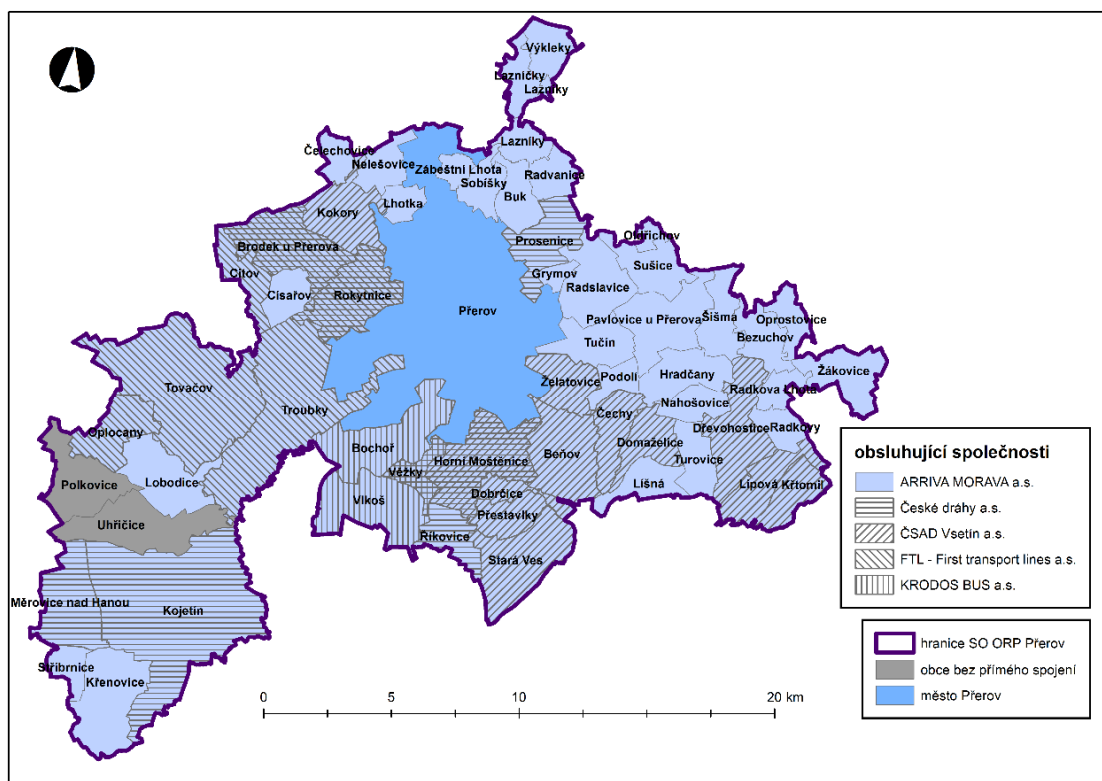 Výkleky
Lazníčky
Lazníky
Lazníky
Čelechovice
Nelešovice
Zábeštní Lhota
Sobíšky
Radvanice
Buk
Lhotka
Kokory
Prosenice
Oldřichov
Brodek u Přerova
Sušice
Citov
Grymov
Císařov
Rokytnice
Radslavice
Přerov
Pavlovice u Přerova
Šišma
Oprostovice
Bezuchov
Tučín
Žákovice
Hradčany
Podolí
Želatovice
Radkova Lhota
Tovačov
Nahošovice
Troubky
Čechy
Dřevohostice
Radkovy
Oplocany
Domaželice
Bochoř
Beňov
Turovice
Věžky
Horní Moštěnice
Polkovice
Lobodice
Líšná
Lipová
Křtomil
Dobrčice
Vlkoš
Přestavlky
Uhřičice
Říkovice
Stará Ves
Měrovice nad Hanou
Kojetín
Stříbrnice
Křenovice
obsluhující společnosti
ARRIVA MORAVA a.s.
České dráhy a.s.
ČSAD Vsetín a.s.
FTL - First transport lines a.s.
KRODOS BUS a.s.
hranice SO ORP Přerov
obce bez přímého spojení
město Přerov
0 5 10 20 km